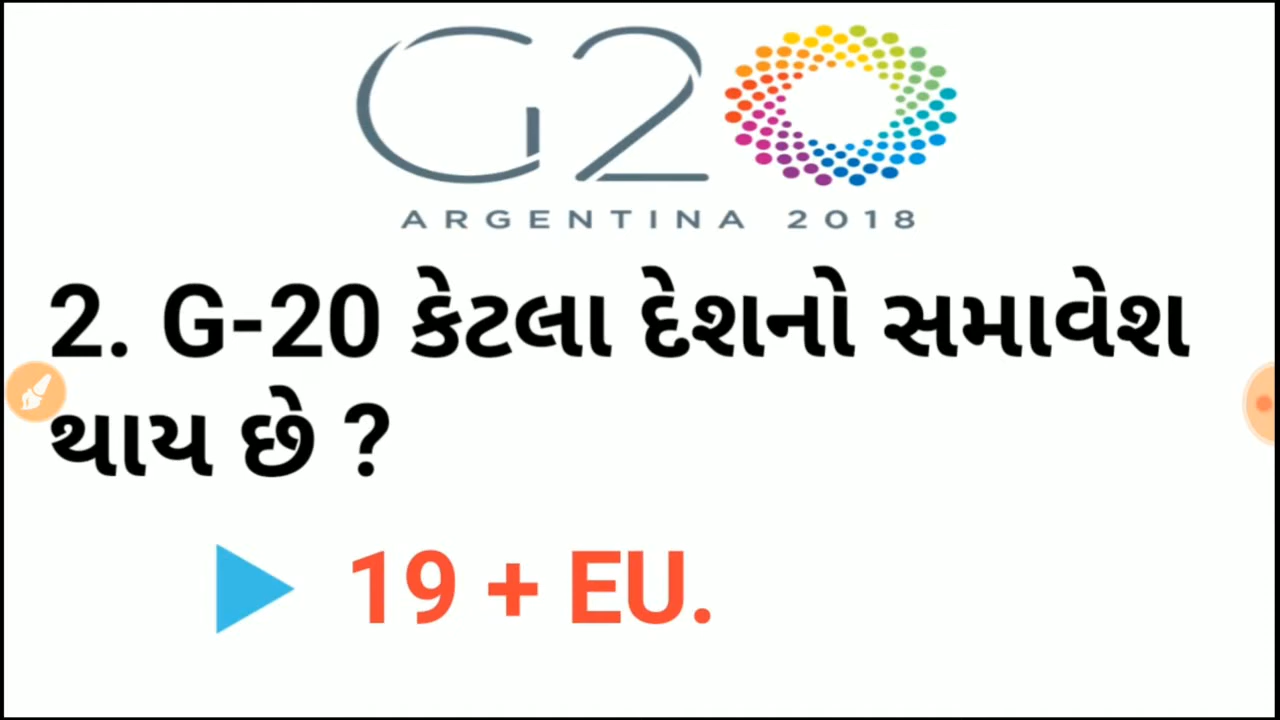 G20
ARGENTINA 2018
2. G-20 કેટલા દેશનો સમાવેશ
થાય છે ?
19 + EU.